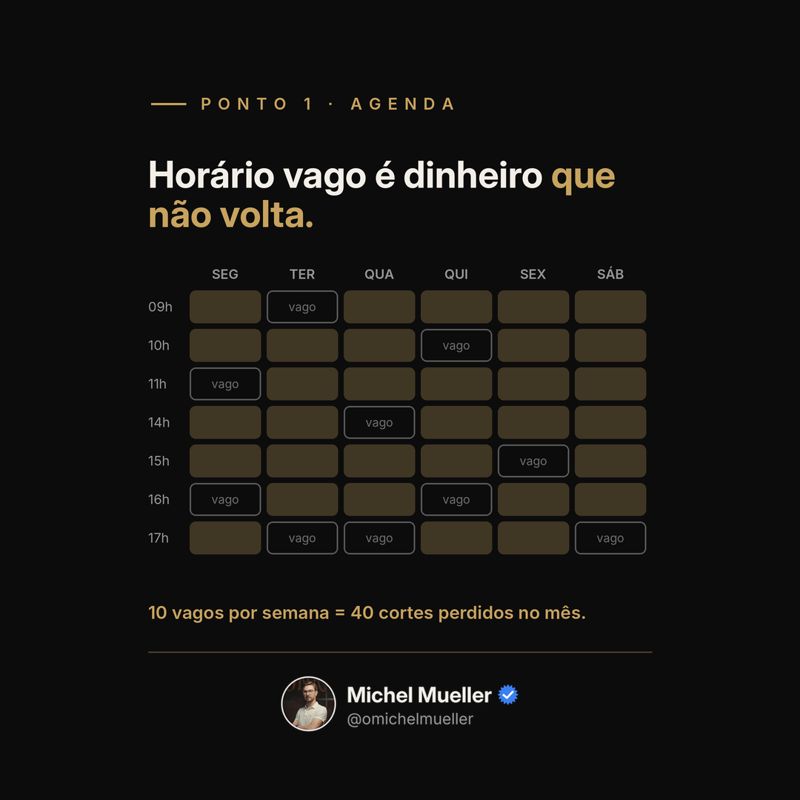 PONTO 1 · AGENDA
Horário vago é dinheiro que
não volta.
SEG TER QUA QUI SEX SÁB
09h vago
10h vago
11h vago
14h vago
15h vago
16h vago vago
17h vago vago vago
10 vagos por semana = 40 cortes perdidos no mês.
Michel Mueller
@omichelmueller